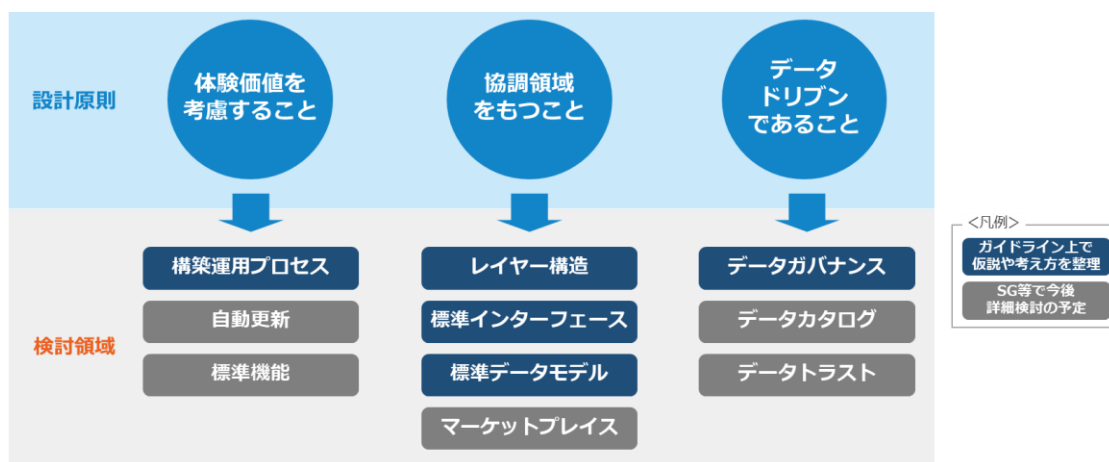 設計原則
体験価値を
考慮すること
協調領域
をもつこと
データ
ドリブン
であること
検討領域
構築運用プロセス
自動更新
標準機能
レイヤー構造
標準インターフェース
標準データモデル
マーケットプレイス
データガバナンス
データカタログ
データトラスト
<凡例>
ガイドライン上で
仮説や考え方を整理
SG等で今後
詳細検討の予定